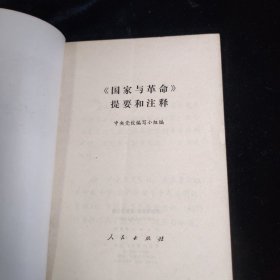 《国家与革命》
提要和注释
中央党校编写小组编
人民出版社